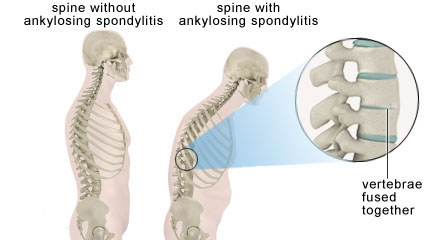 spine without
ankylosing spondylitis
spine with
ankylosing spondylitis
vertebrae
fused
together